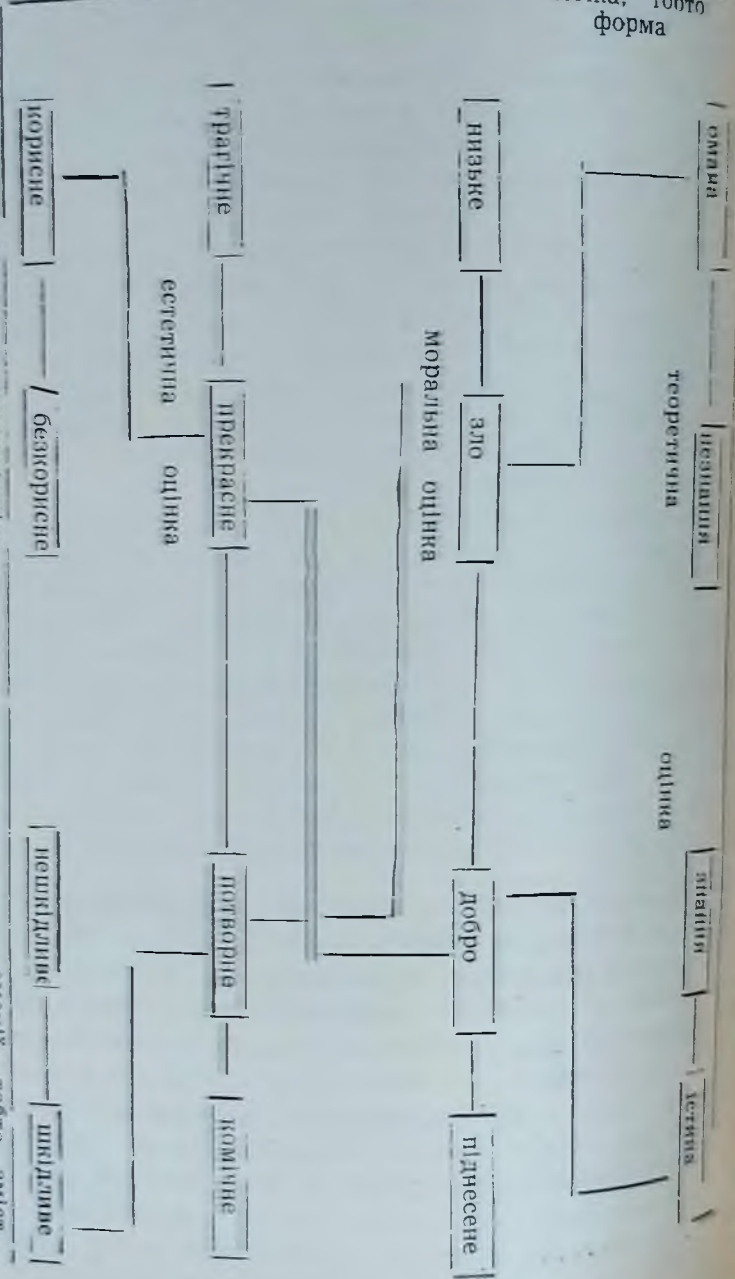 тобто
форма
омана незнання знання істина
теоретична оцінка
низьке зло добро піднесене
моральна оцінка
трагічне прекрасне потворне комічне
естетична оцінка
корисне безкорисне нешкідливе шкідливе